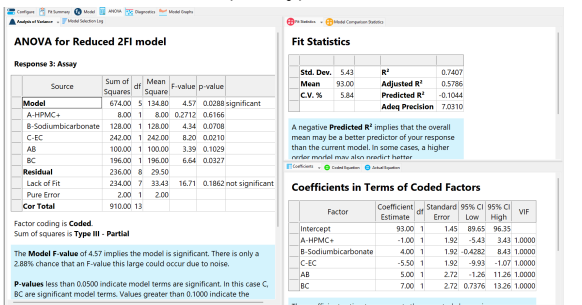 Configure Fit Summary Model ANOVA Diagnostics Model Graphs
Analysis of Variance Model Selection Log
ANOVA for Reduced 2FI model
Response 3: Assay
Source Sum of Squares df Mean Square F-value p-value
Model 674.00 5 134.80 4.57 0.0288 significant
A-HPMC+ 8.00 1 8.00 0.2712 0.6166
B-Sodiumbicarbonate 128.00 1 128.00 4.34 0.0708
C-EC 242.00 1 242.00 8.20 0.0210
AB 100.00 1 100.00 3.39 0.1029
BC 196.00 1 196.00 6.64 0.0327
Residual 236.00 8 29.50
Lack of Fit 234.00 7 33.43 16.71 0.1862 not significant
Pure Error 2.00 1 2.00
Cor Total 910.00 13
Factor coding is Coded.
Sum of squares is Type III - Partial
The Model F-value of 4.57 implies the model is significant. There is only a
2.88% chance that an F-value this large could occur due to noise.
P-values less than 0.0500 indicate model terms are significant. In this case C,
BC are significant model terms. Values greater than 0.1000 indicate the
Fit Statistics Model Comparison Statistics
Fit Statistics
Std. Dev. 5.43 R² 0.7407
Mean 93.00 Adjusted R² 0.5786
C.V. % 5.84 Predicted R² -0.1044
Adeq Precision 7.0310
A negative Predicted R² implies that the overall
mean may be a better predictor of your response
than the current model. In some cases, a higher
order model may also predict better.
Coefficients Coded Equation Actual Equation
Coefficients in Terms of Coded Factors
Factor Coefficient Estimate df Standard Error 95% CI Low 95% CI High VIF
Intercept 93.00 1 1.45 89.65 96.35
A-HPMC+ -1.00 1 1.92 -5.43 3.43 1.0000
B-Sodiumbicarbonate 4.00 1 1.92 -0.4282 8.43 1.0000
C-EC -5.50 1 1.92 -9.93 -1.07 1.0000
AB 5.00 1 2.72 -1.26 11.26 1.0000
BC 7.00 1 2.72 0.7372 13.26 1.0000